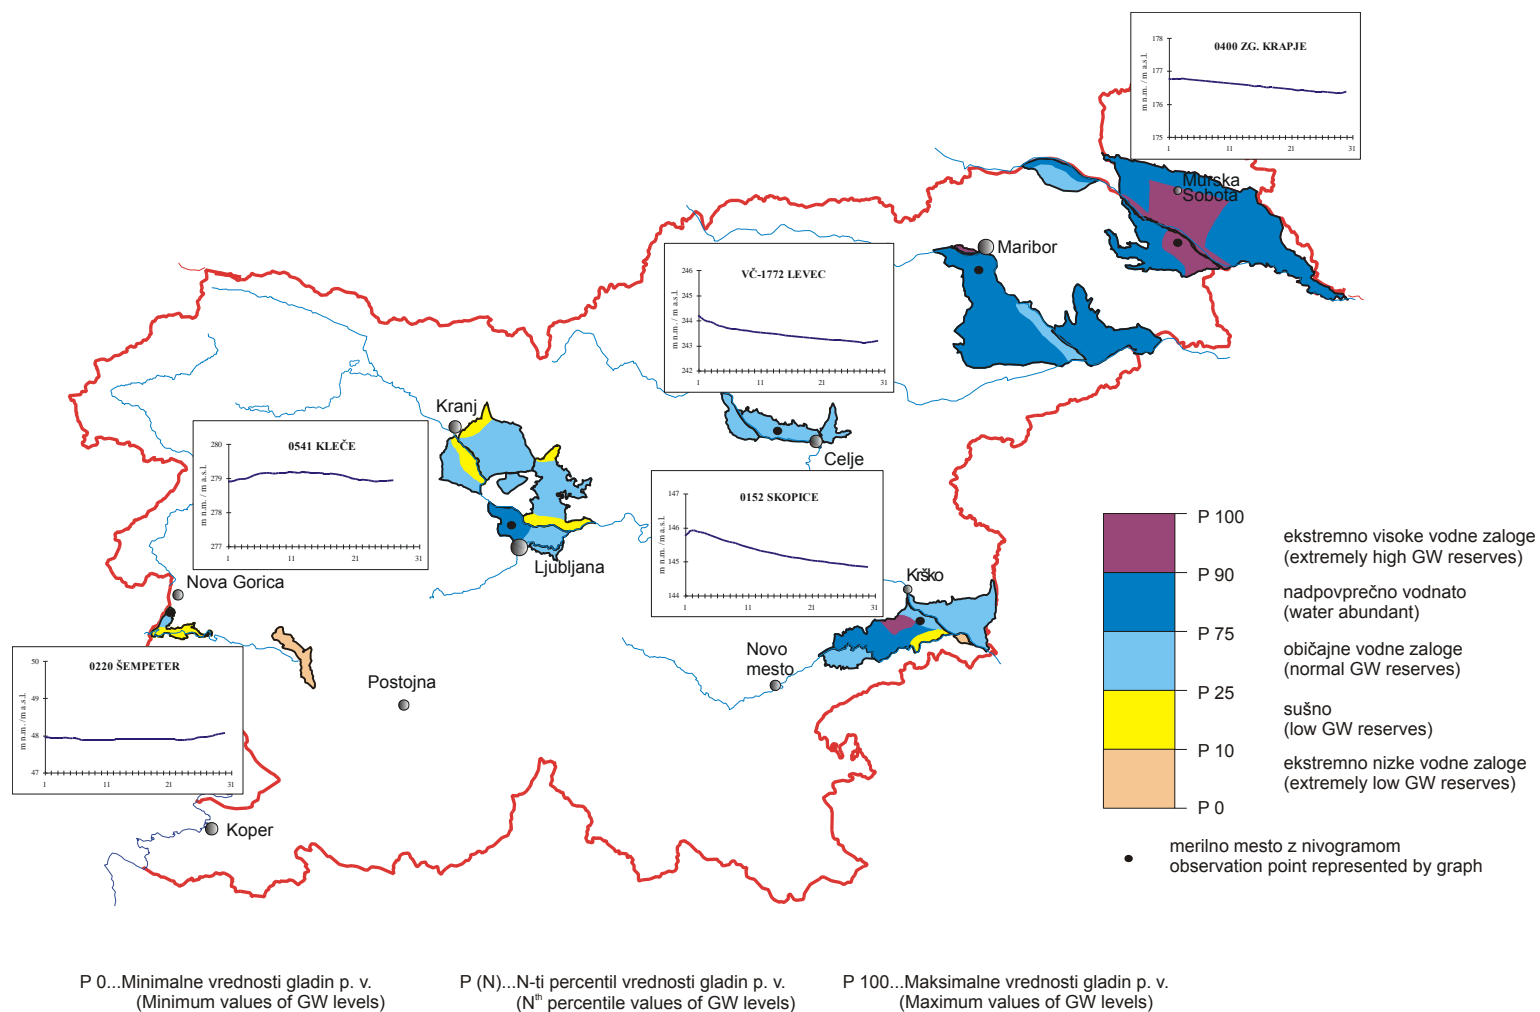 0400 ZG. KRAPJE
m n.m. / m a.s.l.
178
177
176
175
1
11
21
31
Murska
Sobota
Maribor
VČ-1772 LEVEC
m n.m. / m a.s.l.
246
245
244
243
242
1
11
21
31
Kranj
Celje
0541 KLEČE
m n.m. / m a.s.l.
280
279
278
277
1
11
21
31
0152 SKOPICE
m n.m. / m a.s.l.
147
146
145
144
1
11
21
31
Ljubljana
Nova Gorica
Krško
Novo
mesto
0220 ŠEMPETER
m n.m. /m a.s.l.
50
49
48
47
1
11
21
31
Postojna
Koper
P 100
ekstremno visoke vodne zaloge
(extremely high GW reserves)
P 90
nadpovprečno vodnato
(water abundant)
P 75
običajne vodne zaloge
(normal GW reserves)
P 25
sušno
(low GW reserves)
P 10
ekstremno nizke vodne zaloge
(extremely low GW reserves)
P 0
merilno mesto z nivogramom
observation point represented by graph
P 0...Minimalne vrednosti gladin p. v.
(Minimum values of GW levels)
P (N)...N-ti percentil vrednosti gladin p. v.
(Nth percentile values of GW levels)
P 100...Maksimalne vrednosti gladin p. v.
(Maximum values of GW levels)